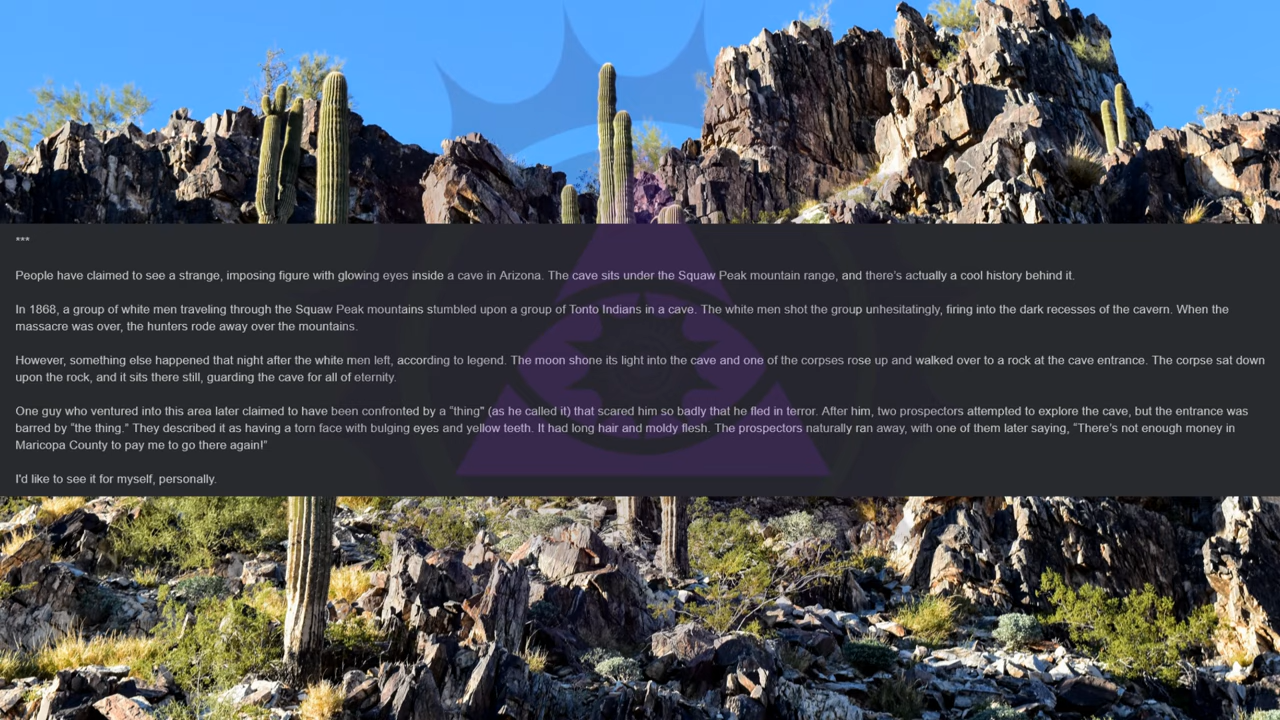 ***
People have claimed to see a strange, imposing figure with glowing eyes inside a cave in Arizona. The cave sits under the Squaw Peak mountain range, and there's actually a cool history behind it.
In 1868, a group of white men traveling through the Squaw Peak mountains stumbled upon a group of Tonto Indians in a cave. The white men shot the group unhesitatingly, firing into the dark recesses of the cavern. When the
massacre was over, the hunters rode away over the mountains.
However, something else happened that night after the white men left, according to legend. The moon shone its light into the cave and one of the corpses rose up and walked over to a rock at the cave entrance. The corpse sat down
upon the rock, and it sits there still, guarding the cave for all of eternity.
One guy who ventured into this area later claimed to have been confronted by a "thing" (as he called it) that scared him so badly that he fled in terror. After him, two prospectors attempted to explore the cave, but the entrance was
barred by "the thing." They described it as having a torn face with bulging eyes and yellow teeth. It had long hair and moldy flesh. The prospectors naturally ran away, with one of them later saying, "There's not enough money in
Maricopa County to pay me to go there again!"
I'd like to see it for myself, personally.